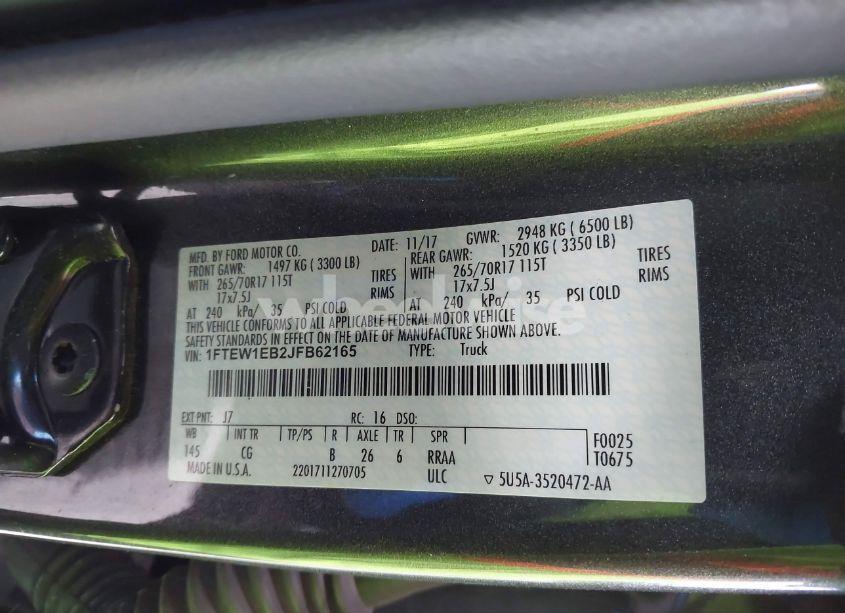 MFD. BY FORD MOTOR CO.
DATE: 11/17 GVWR: 2948 KG ( 6500 LB)
FRONT GAWR: 1497 KG ( 3300 LB) REAR GAWR: 1520 KG ( 3350 LB)
WITH 265/70R17 115T TIRES WITH 265/70R17 115T TIRES
17x7.5J RIMS 17x7.5J RIMS
AT 240 kPa/ 35 PSI COLD AT 240 kPa/ 35 PSI COLD
THIS VEHICLE CONFORMS TO ALL APPLICABLE FEDERAL MOTOR VEHICLE
SAFETY STANDARDS IN EFFECT ON THE DATE OF MANUFACTURE SHOWN ABOVE.
VIN: 1FTEW1EB2JFB62165 TYPE: Truck
EXT PNT: J7 RC: 16 DSO:
WB INT TR TP/PS R AXLE TR SPR F0025
145 CG B 26 6 RRAA T0675
MADE IN U.S.A. 2201711270705 ULC 5U5A-3520472-AA
wheelwise